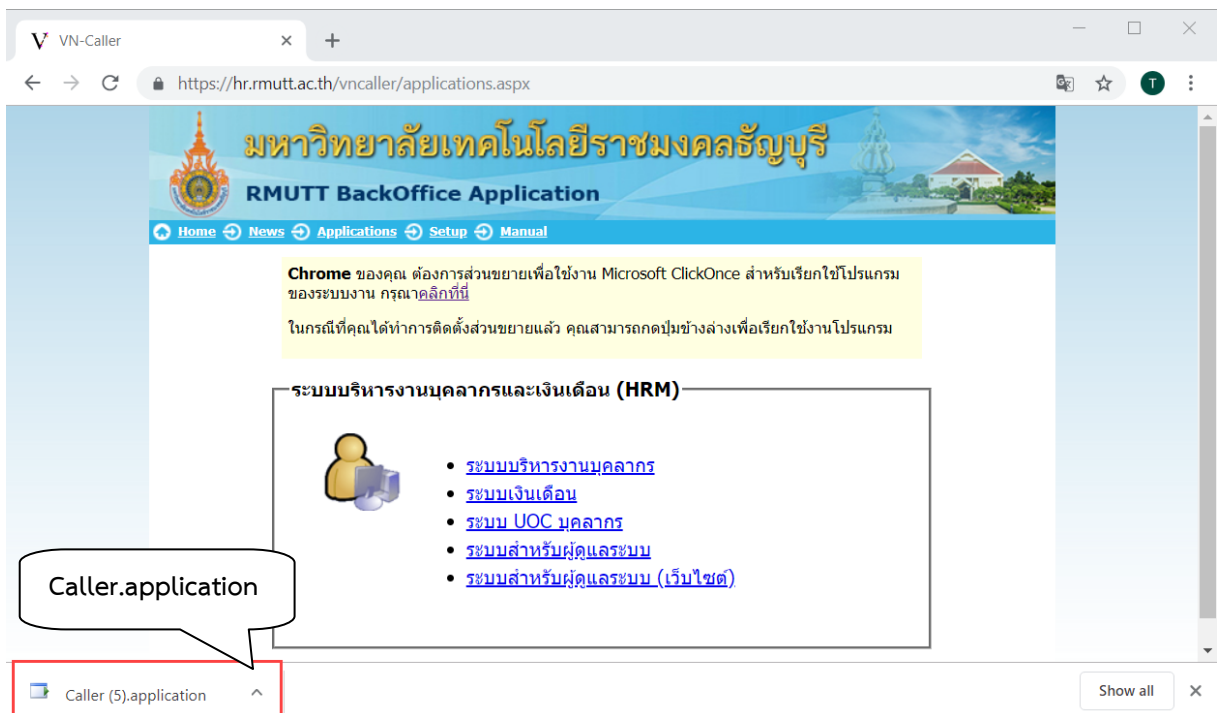 VN-Caller
https://hr.rmutt.ac.th/vncaller/applications.aspx
T
มหาวิทยาลัยเทคโนโลยีราชมงคลธัญบุรี
RMUTT BackOffice Application
Home News Applications Setup Manual
Chrome ของคุณ ต้องการส่วนขยายเพื่อใช้งาน Microsoft ClickOnce สำหรับเรียกใช้โปรแกรม
ของระบบงาน กรุณาคลิกที่นี่
ในกรณีที่คุณได้ทำการติดตั้งส่วนขยายแล้ว คุณสามารถกดปุ่มข้างล่างเพื่อเรียกใช้งานโปรแกรม
ระบบบริหารงานบุคลากรและเงินเดือน (HRM)
ระบบบริหารงานบุคลากร
ระบบเงินเดือน
ระบบ UOC บุคลากร
ระบบสำหรับผู้ดูแลระบบ
ระบบสำหรับผู้ดูแลระบบ (เว็บไซต์)
Caller.application
Caller (5).application
Show all